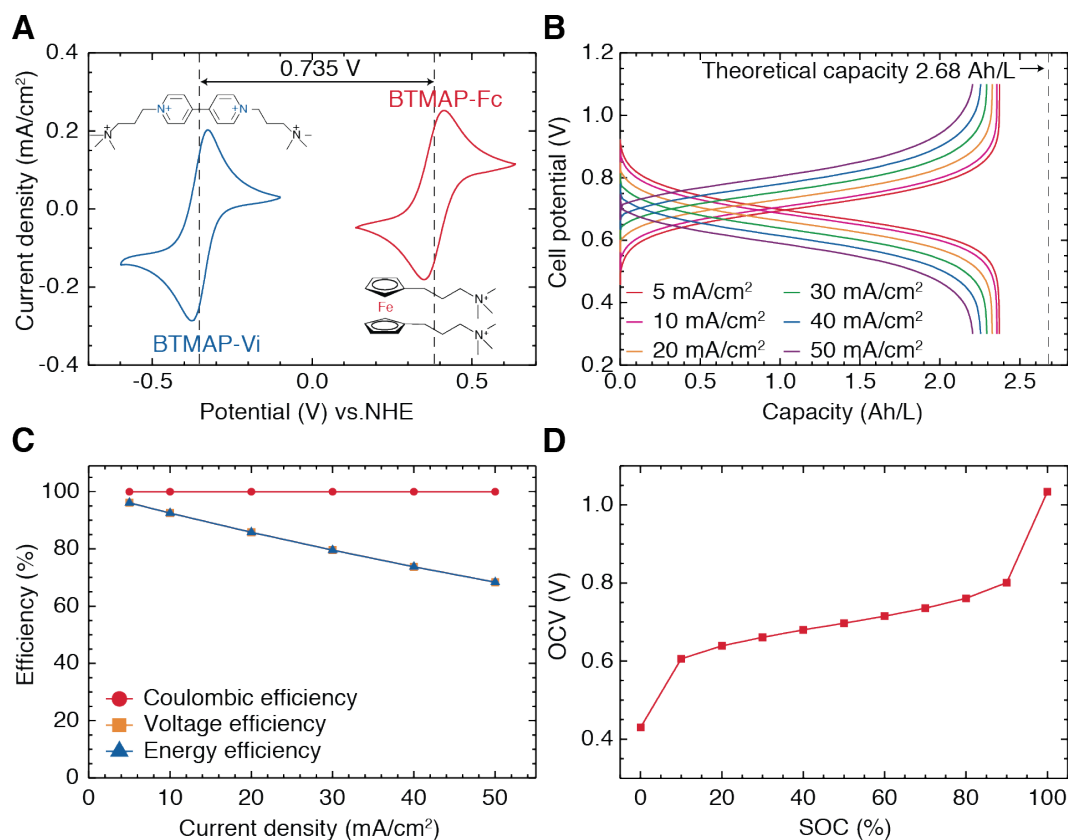 A
0.4
0.2
0.0
-0.2
-0.4
Current density (mA/cm²)
0.735 V
BTMAP-Fc
BTMAP-Vi
N⁺
N⁺
N
+
N
+
Fe
N⁺
N⁺
-0.5
0.0
0.5
Potential (V) vs.NHE
B
1.2
1.0
0.8
0.6
0.4
0.2
Cell potential (V)
Theoretical capacity 2.68 Ah/L
5 mA/cm²
10 mA/cm²
20 mA/cm²
30 mA/cm²
40 mA/cm²
50 mA/cm²
0.0
0.5
1.0
1.5
2.0
2.5
Capacity (Ah/L)
C
100
80
60
40
20
0
Efficiency (%)
Coulombic efficiency
Voltage efficiency
Energy efficiency
0
10
20
30
40
50
Current density (mA/cm²)
D
1.0
0.8
0.6
0.4
OCV (V)
0
20
40
60
80
100
SOC (%)